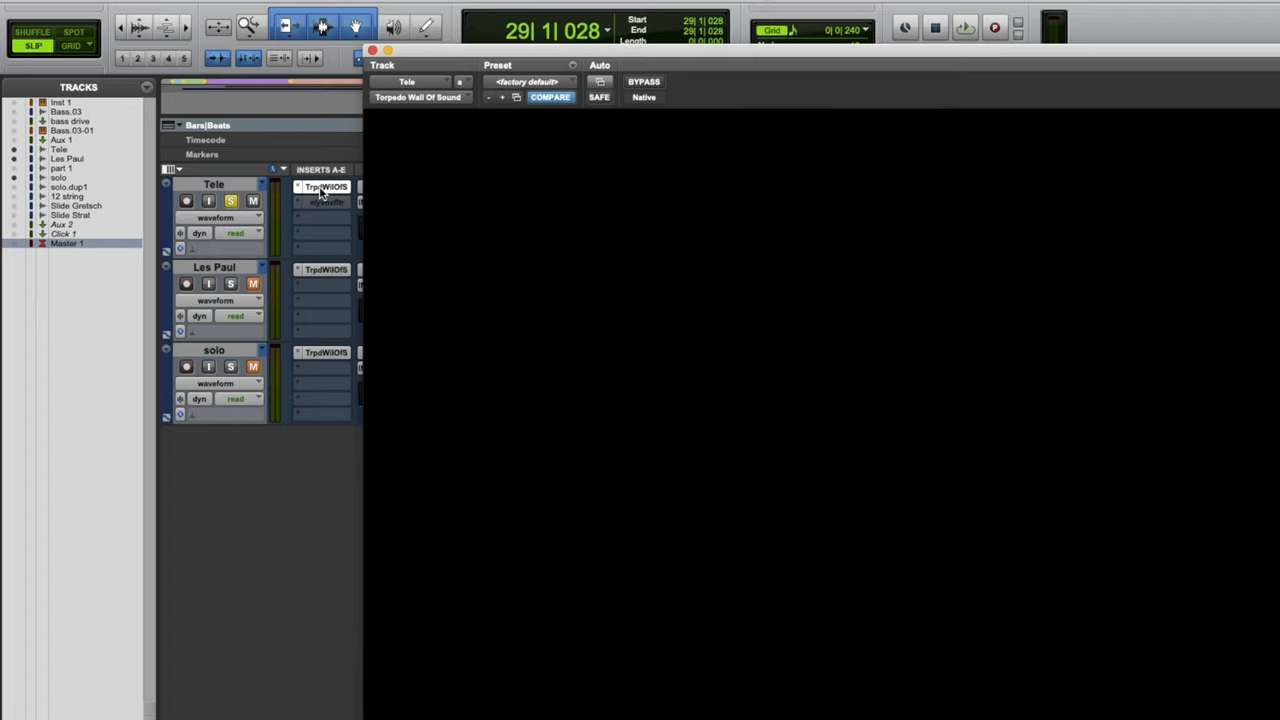 SHUFFLE SPOT
SLIP GRID
1 2 3 4 5
29| 1| 028
Start 29| 1| 028
End 29| 1| 028
Length 0| 0| 000
Grid 0| 0| 240
TRACKS
Inst 1
Bass.03
bass drive
Bass.03-01
Aux 1
Tele
Les Paul
part 1
solo
solo.dup1
12 string
Slide Gretsch
Slide Strat
Aux 2
Click 1
Master 1
Bars|Beats
Timecode
Markers
INSERTS A-E
Tele
I S M
waveform
dyn read
TrpdWllOfS
Les Paul
I S M
waveform
dyn read
TrpdWllOfS
solo
I S M
waveform
dyn read
TrpdWllOfS
Track Preset Auto
Tele a <factory default> BYPASS
Torpedo Wall Of Sound - + COMPARE SAFE Native